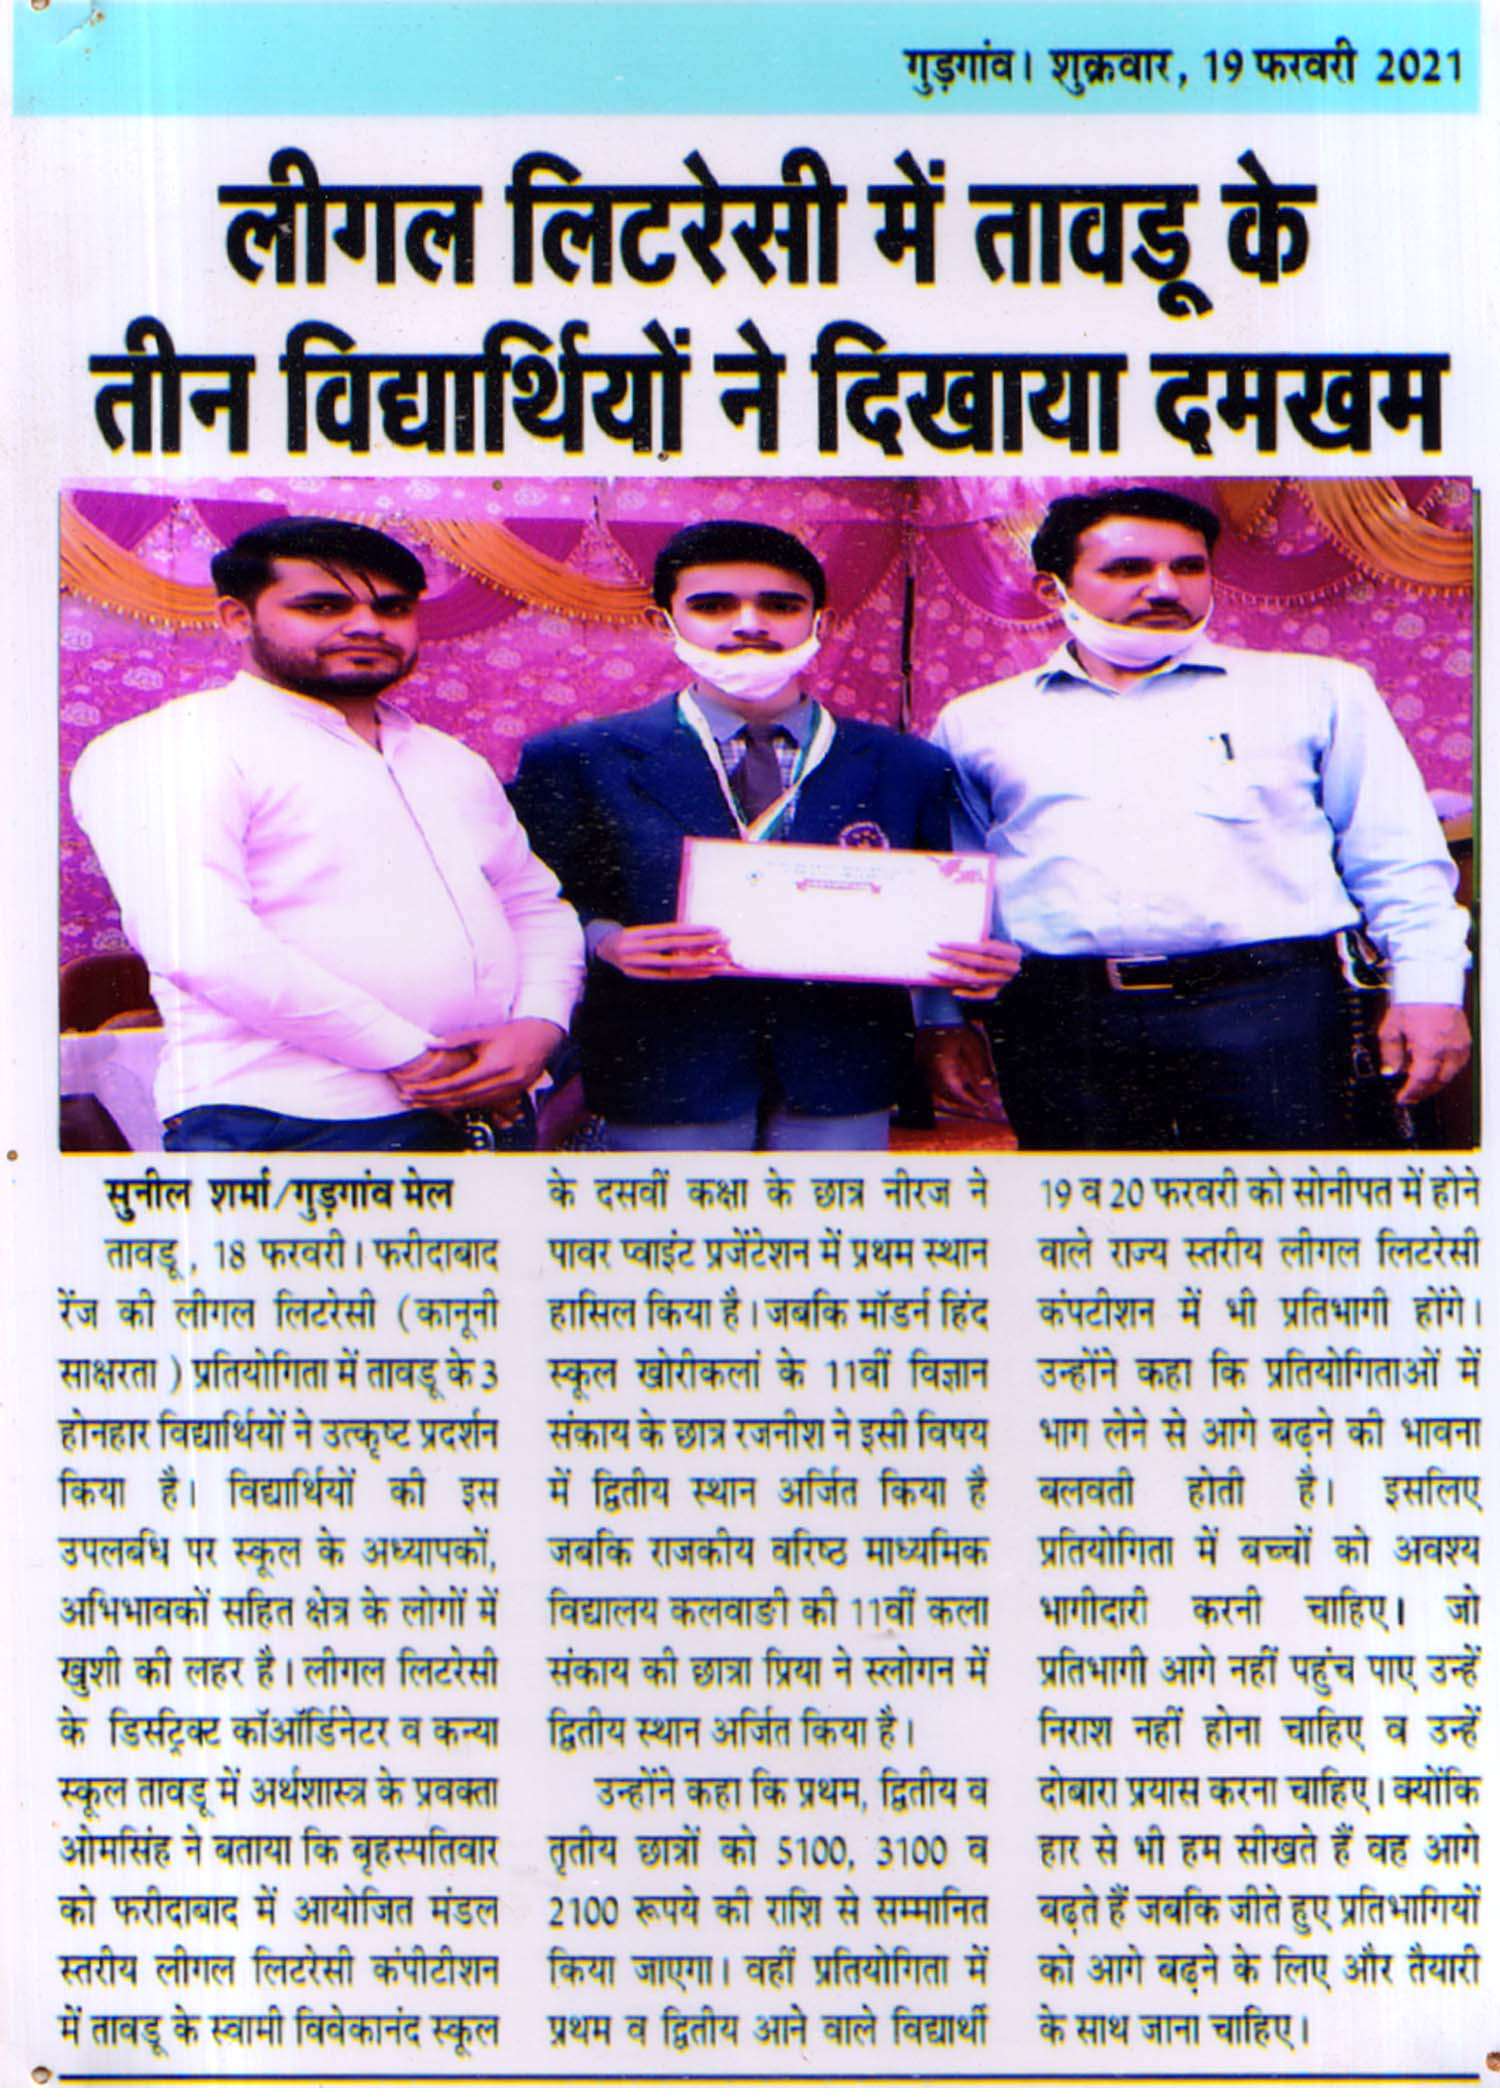 गुड़गांव। शुक्रवार, 19 फरवरी 2021
लीगल लिटरेसी में तावडू के
तीन विद्यार्थियों ने दिखाया दमखम
सुनील शर्मा/गुड़गांव मेल
तावडू, 18 फरवरी। फरीदाबाद
रेंज की लीगल लिटरेसी (कानूनी
साक्षरता ) प्रतियोगिता में तावडू के 3
होनहार विद्यार्थियों ने उत्कृष्ट प्रदर्शन
किया है। विद्यार्थियों की इस
उपलबधि पर स्कूल के अध्यापकों,
अभिभावकों सहित क्षेत्र के लोगों में
खुशी की लहर है। लीगल लिटरेसी
के डिसट्रिक्ट कॉऑर्डिनेटर व कन्या
स्कूल तावडू में अर्थशास्त्र के प्रवक्ता
ओमसिंह ने बताया कि बृहस्पतिवार
को फरीदाबाद में आयोजित मंडल
स्तरीय लीगल लिटरेसी कंपीटीशन
में तावडू के स्वामी विवेकानंद स्कूल
के दसवीं कक्षा के छात्र नीरज ने
पावर प्वाइंट प्रजेंटेशन में प्रथम स्थान
हासिल किया है। जबकि मॉडर्न हिंद
स्कूल खोरीकलां के 11वीं विज्ञान
संकाय के छात्र रजनीश ने इसी विषय
में द्वितीय स्थान अर्जित किया है
जबकि राजकीय वरिष्ठ माध्यमिक
विद्यालय कलवाडी की 11वीं कला
संकाय की छात्रा प्रिया ने स्लोगन में
द्वितीय स्थान अर्जित किया है।
उन्होंने कहा कि प्रथम, द्वितीय व
तृतीय छात्रों को 5100, 3100 व
2100 रूपये की राशि से सम्मानित
किया जाएगा। वहीं प्रतियोगिता में
प्रथम व द्वितीय आने वाले विद्यार्थी
19 व 20 फरवरी को सोनीपत में होने
वाले राज्य स्तरीय लीगल लिटरेसी
कंपटीशन में भी प्रतिभागी होंगे।
उन्होंने कहा कि प्रतियोगिताओं में
भाग लेने से आगे बढ़ने की भावना
बलवती होती है। इसलिए
प्रतियोगिता में बच्चों को अवश्य
भागीदारी करनी चाहिए। जो
प्रतिभागी आगे नहीं पहुंच पाए उन्हें
निराश नहीं होना चाहिए व उन्हें
दोबारा प्रयास करना चाहिए। क्योंकि
हार से भी हम सीखते हैं वह आगे
बढ़ते हैं जबकि जीते हुए प्रतिभागियों
को आगे बढ़ने के लिए और तैयारी
के साथ जाना चाहिए।